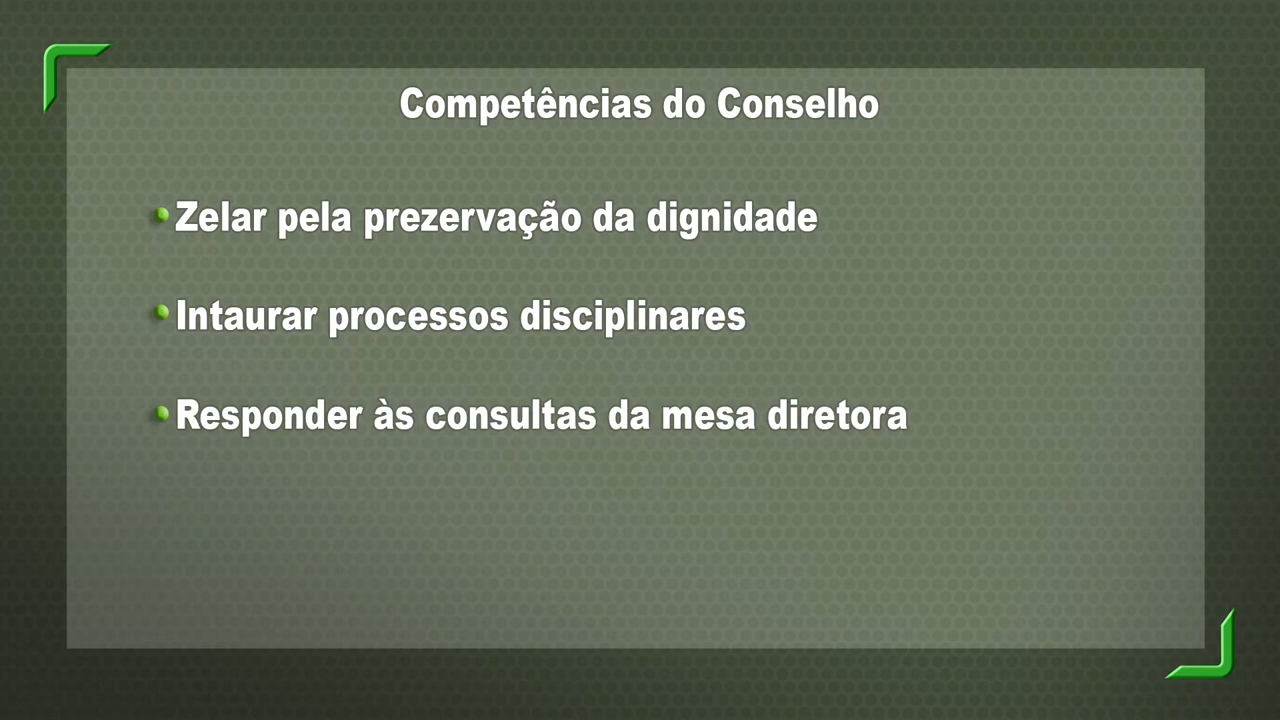 Competências do Conselho
Zelar pela prezervação da dignidade
Intaurar processos disciplinares
Responder às consultas da mesa diretora